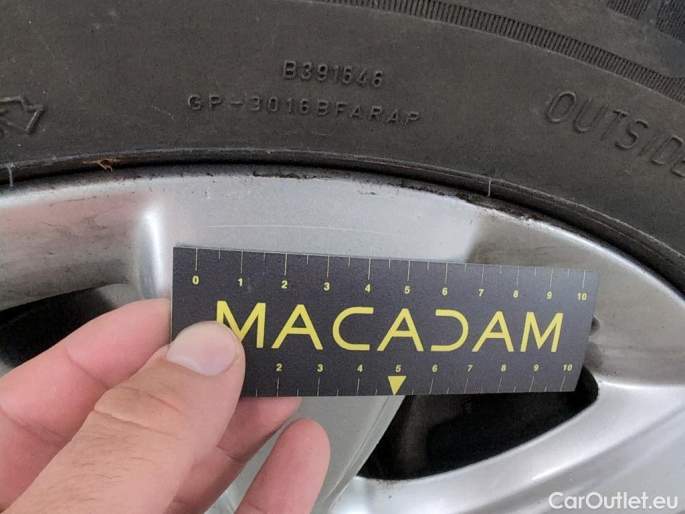 B391646
GP-3016BFARAP
OUTSIDE
0 1 2 3 4 5 6 7 8 9 10
MACADAM
2 3 4 5 6 7 8 9 10
CarOutlet.eu